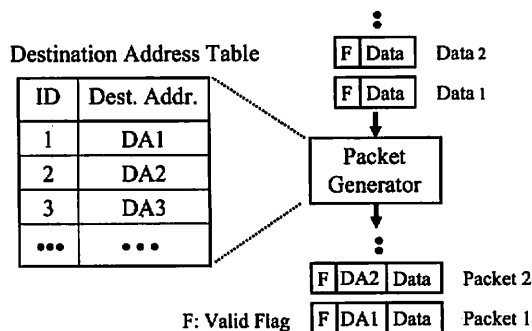 Destination Address Table
ID Dest. Addr.
1 DA1
2 DA2
3 DA3
••• •••
F Data Data 2
F Data Data 1
Packet
Generator
F DA2 Data Packet 2
F: Valid Flag F DA1 Data Packet 1